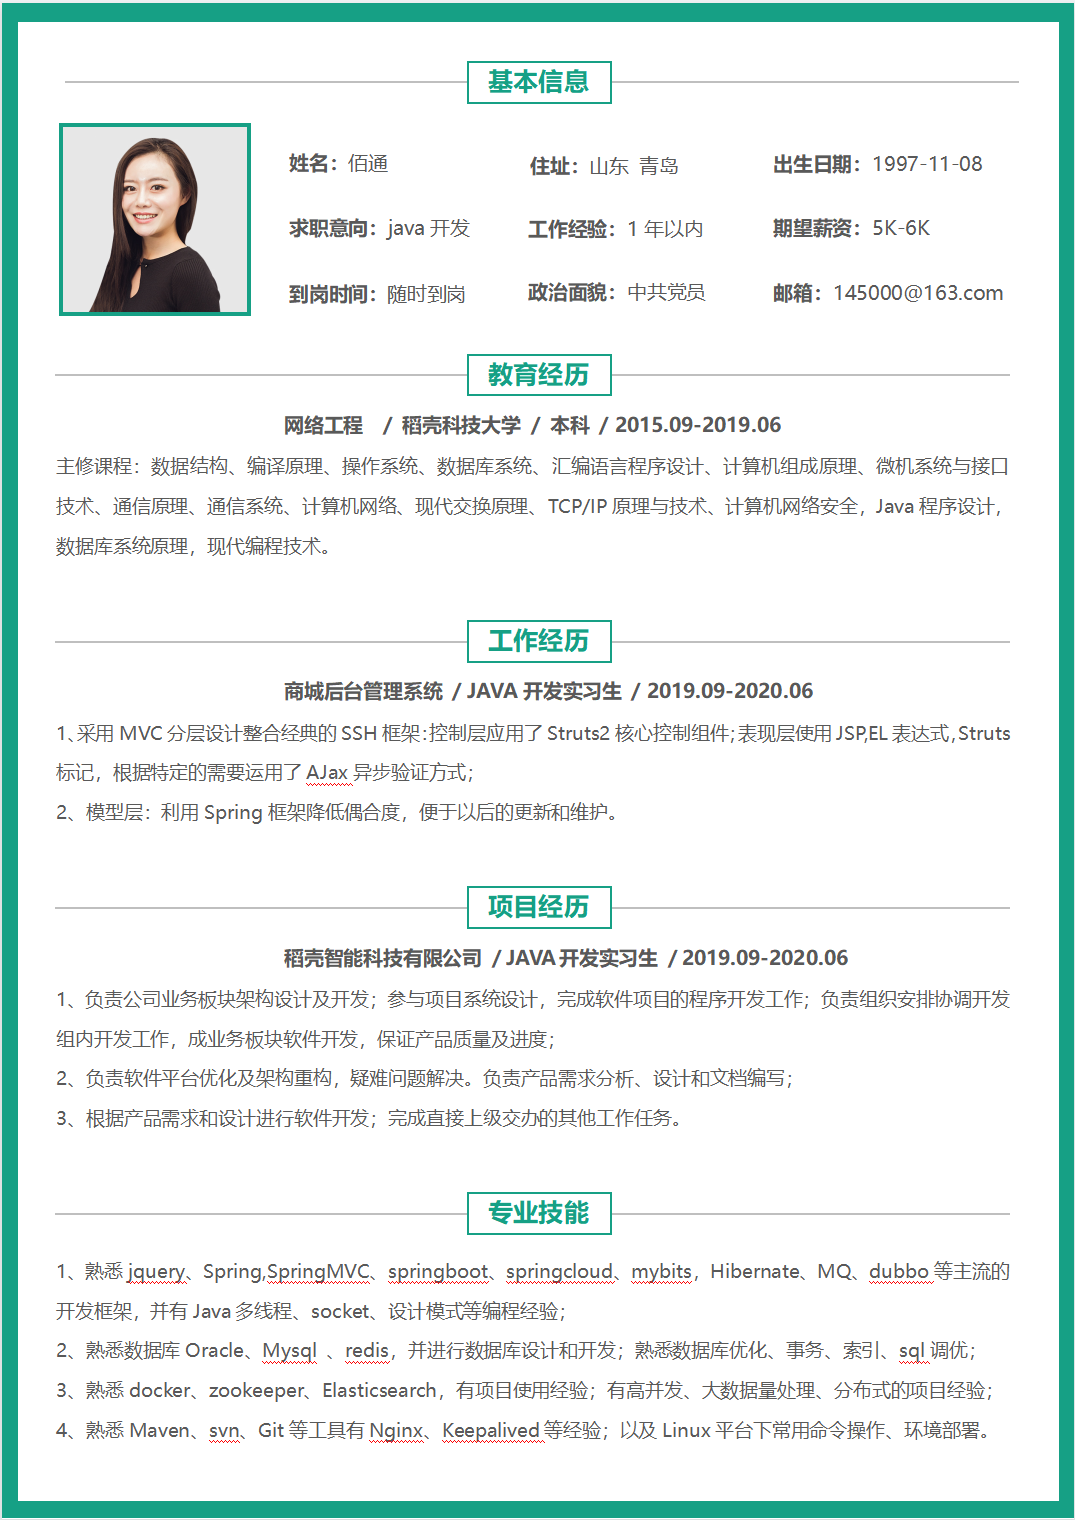 基本信息
姓名：佰通
住址：山东 青岛
出生日期：1997-11-08
求职意向：java 开发
工作经验：1 年以内
期望薪资：5K-6K
到岗时间：随时到岗
政治面貌：中共党员
邮箱：145000@163.com
教育经历
网络工程 / 稻壳科技大学 / 本科 / 2015.09-2019.06
主修课程：数据结构、编译原理、操作系统、数据库系统、汇编语言程序设计、计算机组成原理、微机系统与接口
技术、通信原理、通信系统、计算机网络、现代交换原理、TCP/IP 原理与技术、计算机网络安全，Java 程序设计，
数据库系统原理，现代编程技术。
工作经历
商城后台管理系统 / JAVA 开发实习生 / 2019.09-2020.06
1、采用 MVC 分层设计整合经典的 SSH 框架：控制层应用了 Struts2 核心控制组件；表现层使用 JSP,EL 表达式，Struts
标记，根据特定的需要运用了 AJax 异步验证方式；
2、模型层：利用 Spring 框架降低偶合度，便于以后的更新和维护。
项目经历
稻壳智能科技有限公司 / JAVA 开发实习生 / 2019.09-2020.06
1、负责公司业务板块架构设计及开发；参与项目系统设计，完成软件项目的程序开发工作；负责组织安排协调开发
组内开发工作，成业务板块软件开发，保证产品质量及进度；
2、负责软件平台优化及架构重构，疑难问题解决。负责产品需求分析、设计和文档编写；
3、根据产品需求和设计进行软件开发；完成直接上级交办的其他工作任务。
专业技能
1、熟悉 jquery、Spring,SpringMVC、springboot、springcloud、mybits，Hibernate、MQ、dubbo 等主流的
开发框架，并有 Java 多线程、socket、设计模式等编程经验；
2、熟悉数据库 Oracle、Mysql 、redis，并进行数据库设计和开发；熟悉数据库优化、事务、索引、sql 调优；
3、熟悉 docker、zookeeper、Elasticsearch，有项目使用经验；有高并发、大数据量处理、分布式的项目经验；
4、熟悉 Maven、svn、Git 等工具有 Nginx、Keepalived 等经验；以及 Linux 平台下常用命令操作、环境部署。